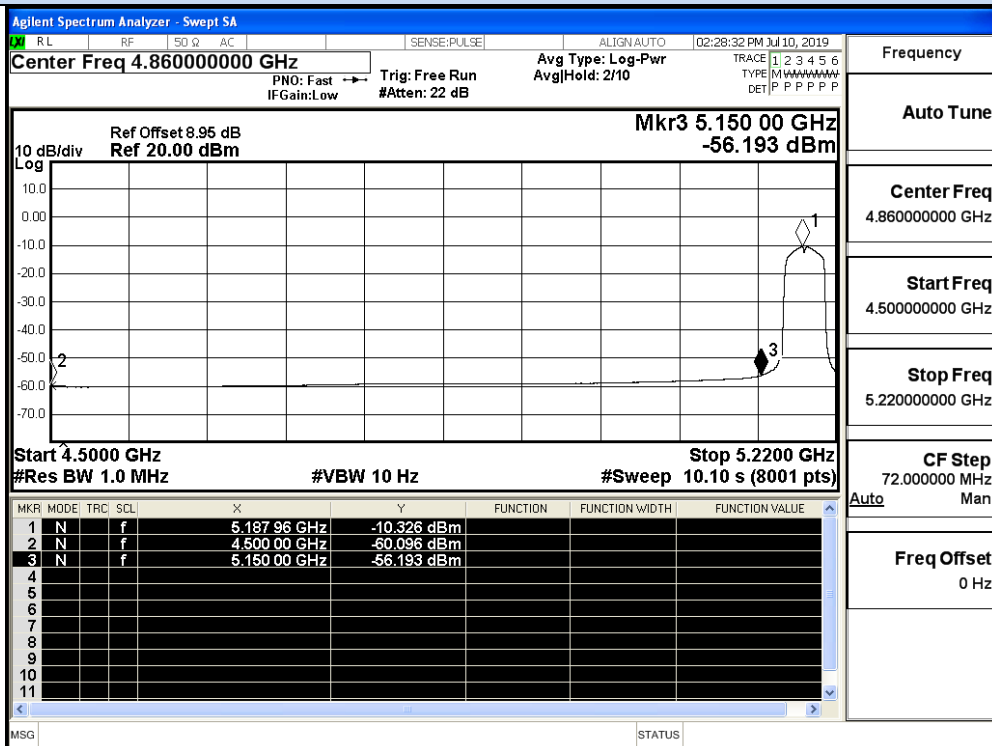 Agilent Spectrum Analyzer - Swept SA
LXI RL RF 50 Ω AC SENSE:PULSE ALIGN AUTO 02:28:32 PM Jul 10, 2019
Center Freq 4.860000000 GHz
PNO: Fast
IFGain:Low
Trig: Free Run
#Atten: 22 dB
Avg Type: Log-Pwr
Avg|Hold: 2/10
TRACE 1 2 3 4 5 6
TYPE M WWWWW
DET P P P P P P
Ref Offset 8.95 dB
Ref 20.00 dBm
10 dB/div
Log
Mkr3 5.150 00 GHz
-56.193 dBm
10.0
0.00
-10.0
-20.0
-30.0
-40.0
-50.0
-60.0
-70.0
1
2
3
Start 4.5000 GHz Stop 5.2200 GHz
#Res BW 1.0 MHz #VBW 10 Hz #Sweep 10.10 s (8001 pts)
MKR MODE TRC SCL X Y FUNCTION FUNCTION WIDTH FUNCTION VALUE
1 N f 5.187 96 GHz -10.326 dBm
2 N f 4.500 00 GHz -60.096 dBm
3 N f 5.150 00 GHz -56.193 dBm
4
5
6
7
8
9
10
11
MSG STATUS
Frequency
Auto Tune
Center Freq
4.860000000 GHz
Start Freq
4.500000000 GHz
Stop Freq
5.220000000 GHz
CF Step
72.000000 MHz
Auto Man
Freq Offset
0 Hz